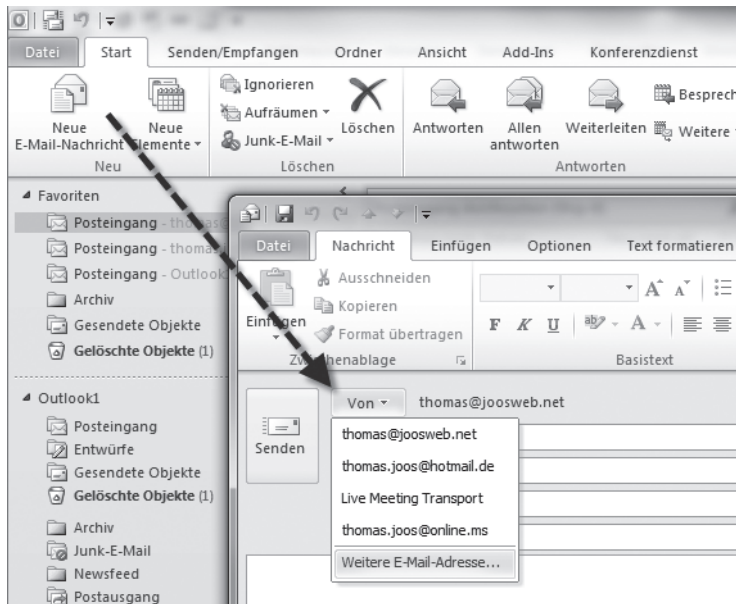 Datei Start Senden/Empfangen Ordner Ansicht Add-Ins Konferenzdienst
Ignorieren
Aufräumen
Junk-E-Mail
Neue E-Mail-Nachricht
Neue Elemente
Löschen
Antworten
Allen antworten
Weiterleiten
Besprech
Weitere
Neu Löschen Antworten
Favoriten
Posteingang - thomas
Posteingang - thomas
Posteingang - Outlook
Archiv
Gesendete Objekte
Gelöschte Objekte (1)
Outlook1
Posteingang
Entwürfe
Gesendete Objekte
Gelöschte Objekte (1)
Archiv
Junk-E-Mail
Newsfeed
Postausgang
Datei Nachricht Einfügen Optionen Text formatieren
Einfügen
Ausschneiden
Kopieren
Format übertragen
F K U ab A
A A
Zwischenablage Basistext
Senden
Von thomas@joosweb.net
thomas@joosweb.net
thomas.joos@hotmail.de
Live Meeting Transport
thomas.joos@online.ms
Weitere E-Mail-Adresse...